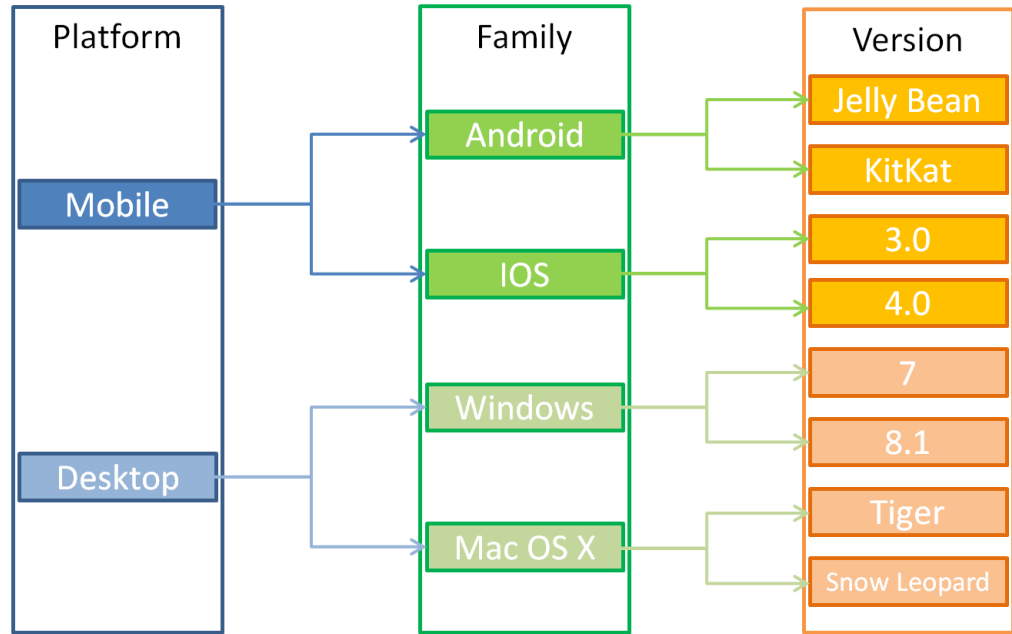 Platform
Family
Version
Mobile
Desktop
Android
IOS
Windows
Mac OS X
Jelly Bean
KitKat
3.0
4.0
7
8.1
Tiger
Snow Leopard